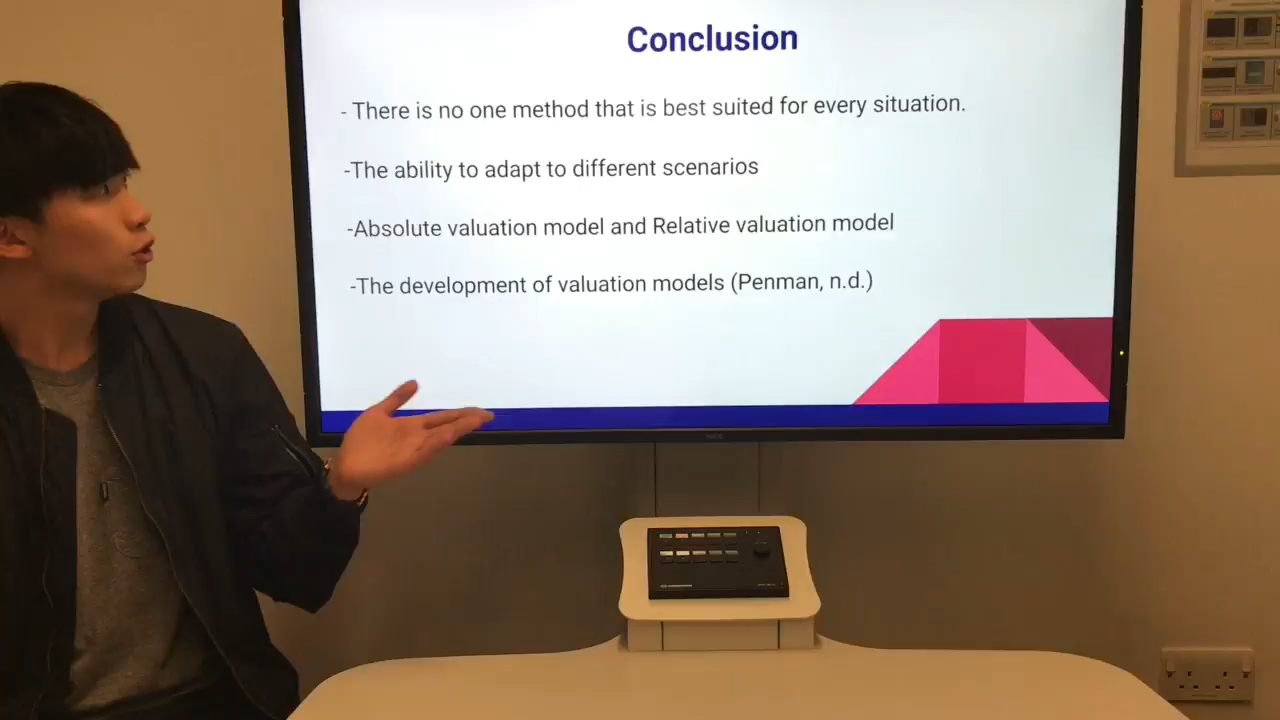 Conclusion
- There is no one method that is best suited for every situation.
-The ability to adapt to different scenarios
-Absolute valuation model and Relative valuation model
-The development of valuation models (Penman, n.d.)
NEC